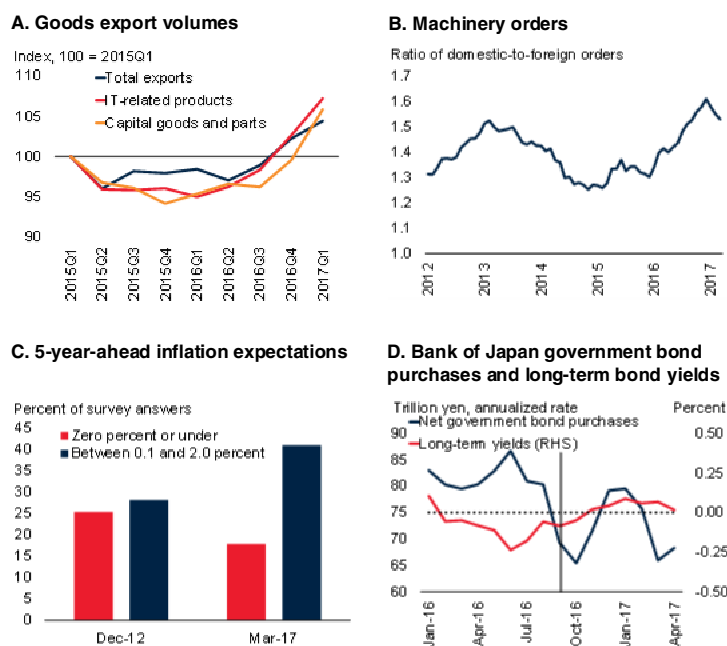 A. Goods export volumes
Index, 100 = 2015Q1
110
105
100
95
90
Total exports
IT-related products
Capital goods and parts
2015Q1
2015Q2
2015Q3
2015Q4
2016Q1
2016Q2
2016Q3
2016Q4
2017Q1
B. Machinery orders
Ratio of domestic-to-foreign orders
1.7
1.6
1.5
1.4
1.3
1.2
1.1
1.0
2012
2013
2014
2015
2016
2017
C. 5-year-ahead inflation expectations
Percent of survey answers
45
40
35
30
25
20
15
10
5
0
Zero percent or under
Between 0.1 and 2.0 percent
Dec-12
Mar-17
D. Bank of Japan government bond
purchases and long-term bond yields
Trillion yen, annualized rate
Percent
Net government bond purchases
Long-term yields (RHS)
90
85
80
75
70
65
60
0.50
0.25
0.00
-0.25
-0.50
Jan-16
Apr-16
Jul-16
Oct-16
Jan-17
Apr-17